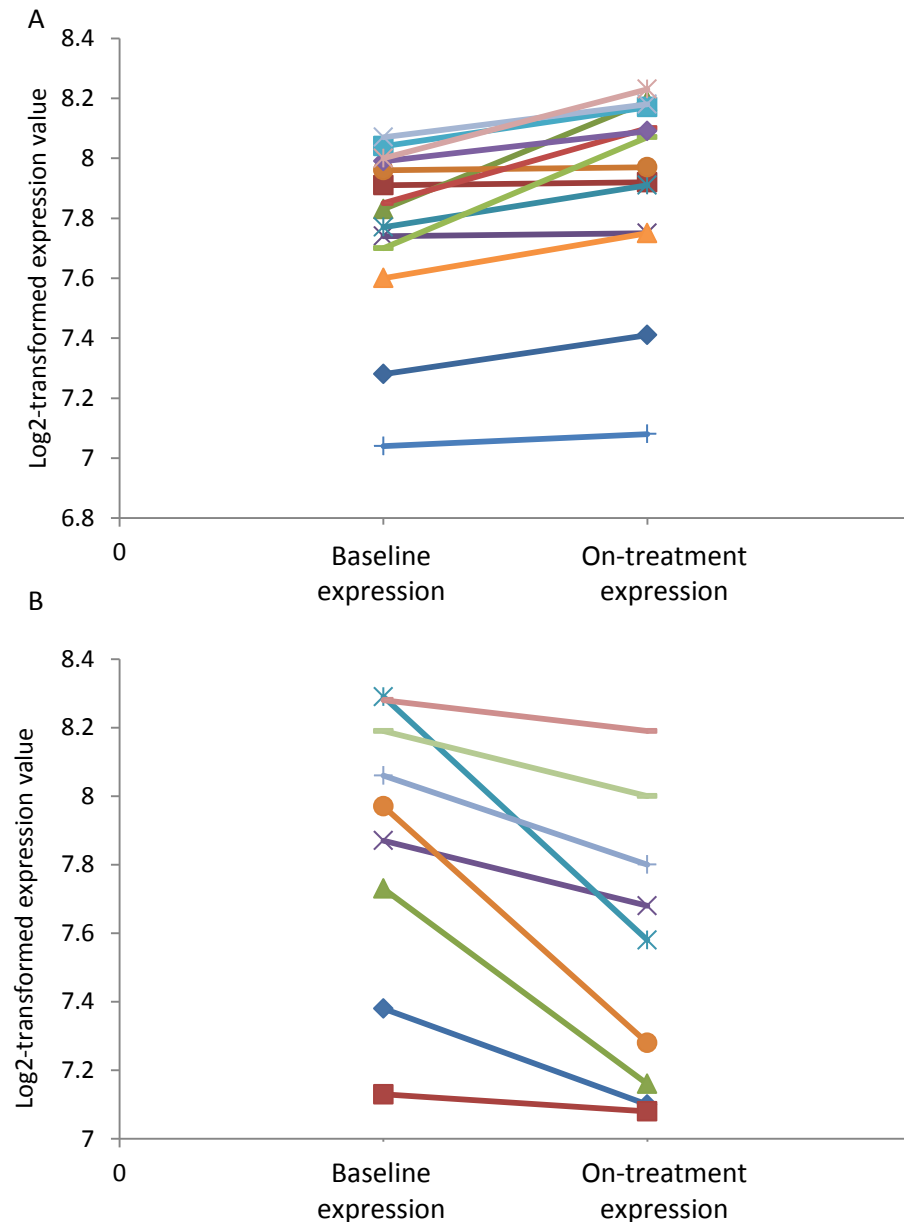 A
Log2-transformed expression value
8.4
8.2
8
7.8
7.6
7.4
7.2
7
6.8
0
Baseline
expression
On-treatment
expression
B
Log2-transformed expression value
8.4
8.2
8
7.8
7.6
7.4
7.2
7
0
Baseline
expression
On-treatment
expression